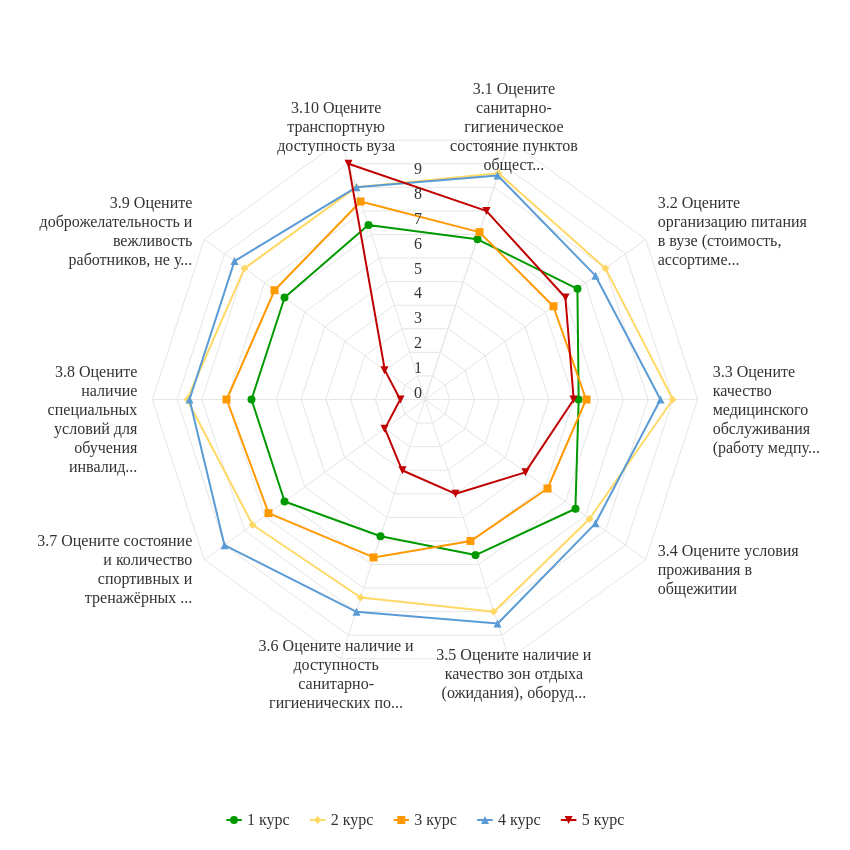 3.1 Оцените
санитарно-
гигиеническое
состояние пунктов
общест...
3.10 Оцените
транспортную
доступность вуза
9
8
7
6
5
4
3
2
1
0
3.2 Оцените
организацию питания
в вузе (стоимость,
ассортиме...
3.9 Оцените
доброжелательность и
вежливость
работников, не у...
3.3 Оцените
качество
медицинского
обслуживания
(работу медпу...
3.8 Оцените
наличие
специальных
условий для
обучения
инвалид...
3.4 Оцените условия
проживания в
общежитии
3.7 Оцените состояние
и количество
спортивных и
тренажёрных ...
3.6 Оцените наличие и
доступность
санитарно-
гигиенических по...
3.5 Оцените наличие и
качество зон отдыха
(ожидания), оборуд...
1 курс 2 курс 3 курс 4 курс 5 курс